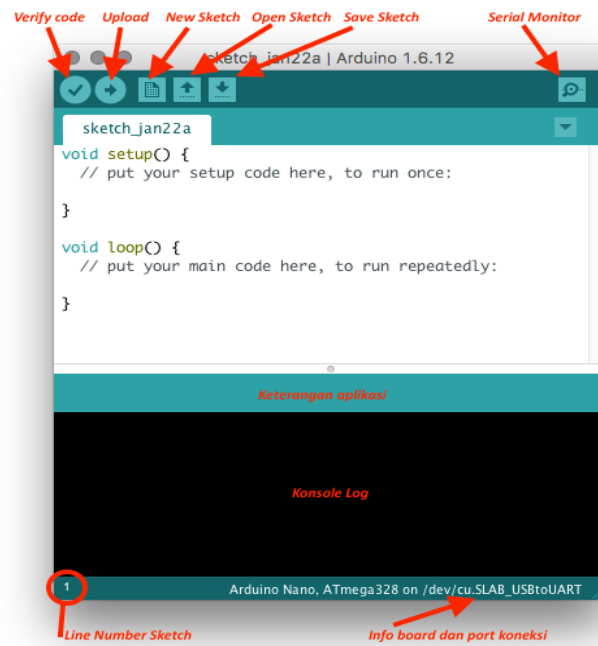 Verify code Upload New Sketch Open Sketch Save Sketch Serial Monitor
sketch_jan22a | Arduino 1.6.12
sketch_jan22a
void setup() {
// put your setup code here, to run once:
}
void loop() {
// put your main code here, to run repeatedly:
}
Keterangan aplikasi
Konsole Log
1
Arduino Nano, ATmega328 on /dev/cu.SLAB_USBtoUART
Line Number Sketch
Info board dan port koneksi